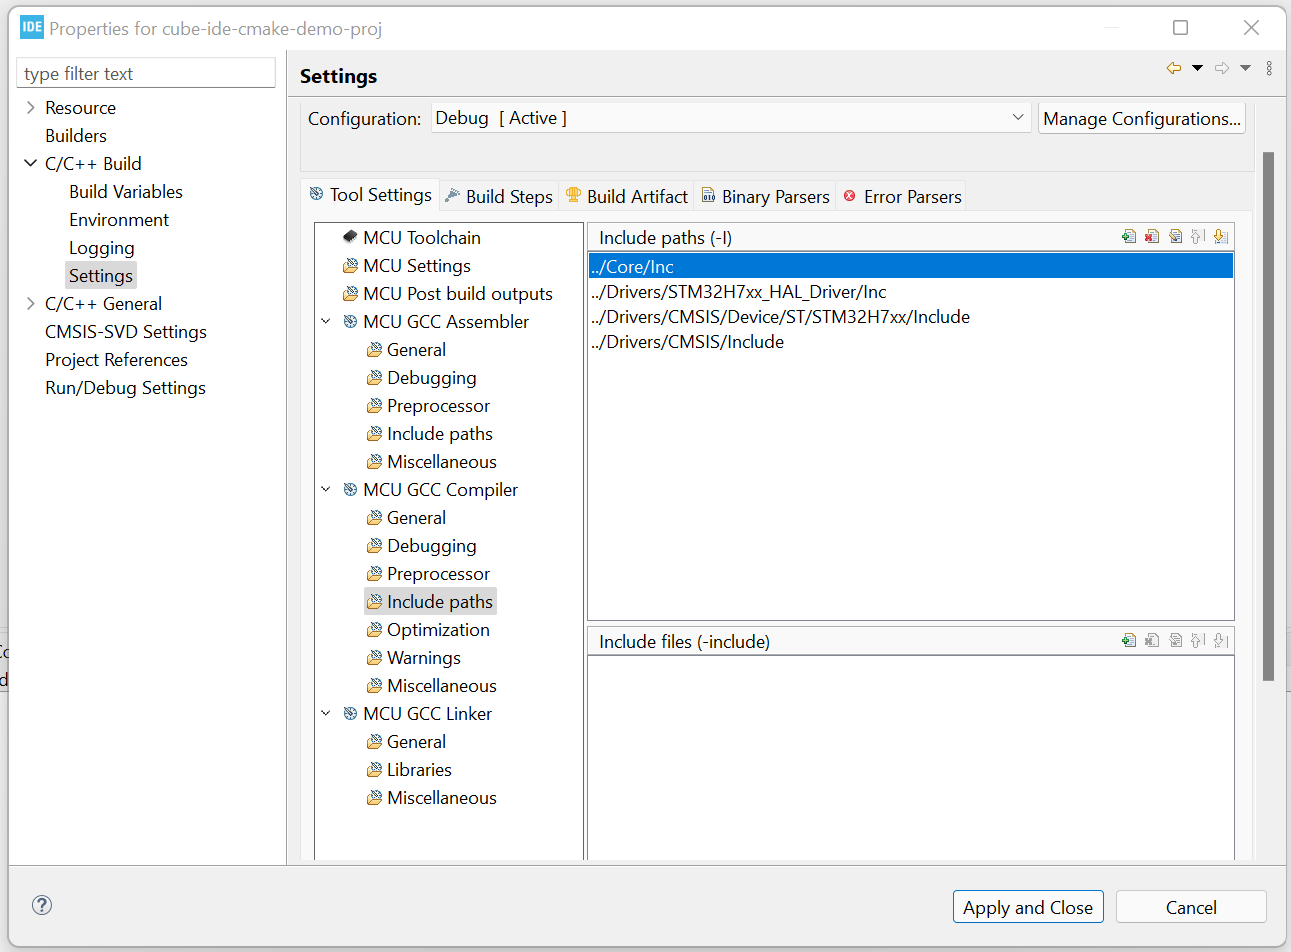 IDE Properties for cube-ide-cmake-demo-proj
type filter text
Resource
Builders
C/C++ Build
Build Variables
Environment
Logging
Settings
C/C++ General
CMSIS-SVD Settings
Project References
Run/Debug Settings
Settings
Configuration: Debug [ Active ] Manage Configurations...
Tool Settings Build Steps Build Artifact Binary Parsers Error Parsers
MCU Toolchain
MCU Settings
MCU Post build outputs
MCU GCC Assembler
General
Debugging
Preprocessor
Include paths
Miscellaneous
MCU GCC Compiler
General
Debugging
Preprocessor
Include paths
Optimization
Warnings
Miscellaneous
MCU GCC Linker
General
Libraries
Miscellaneous
Include paths (-I)
../Core/Inc
../Drivers/STM32H7xx_HAL_Driver/Inc
../Drivers/CMSIS/Device/ST/STM32H7xx/Include
../Drivers/CMSIS/Include
Include files (-include)
?
Apply and Close Cancel